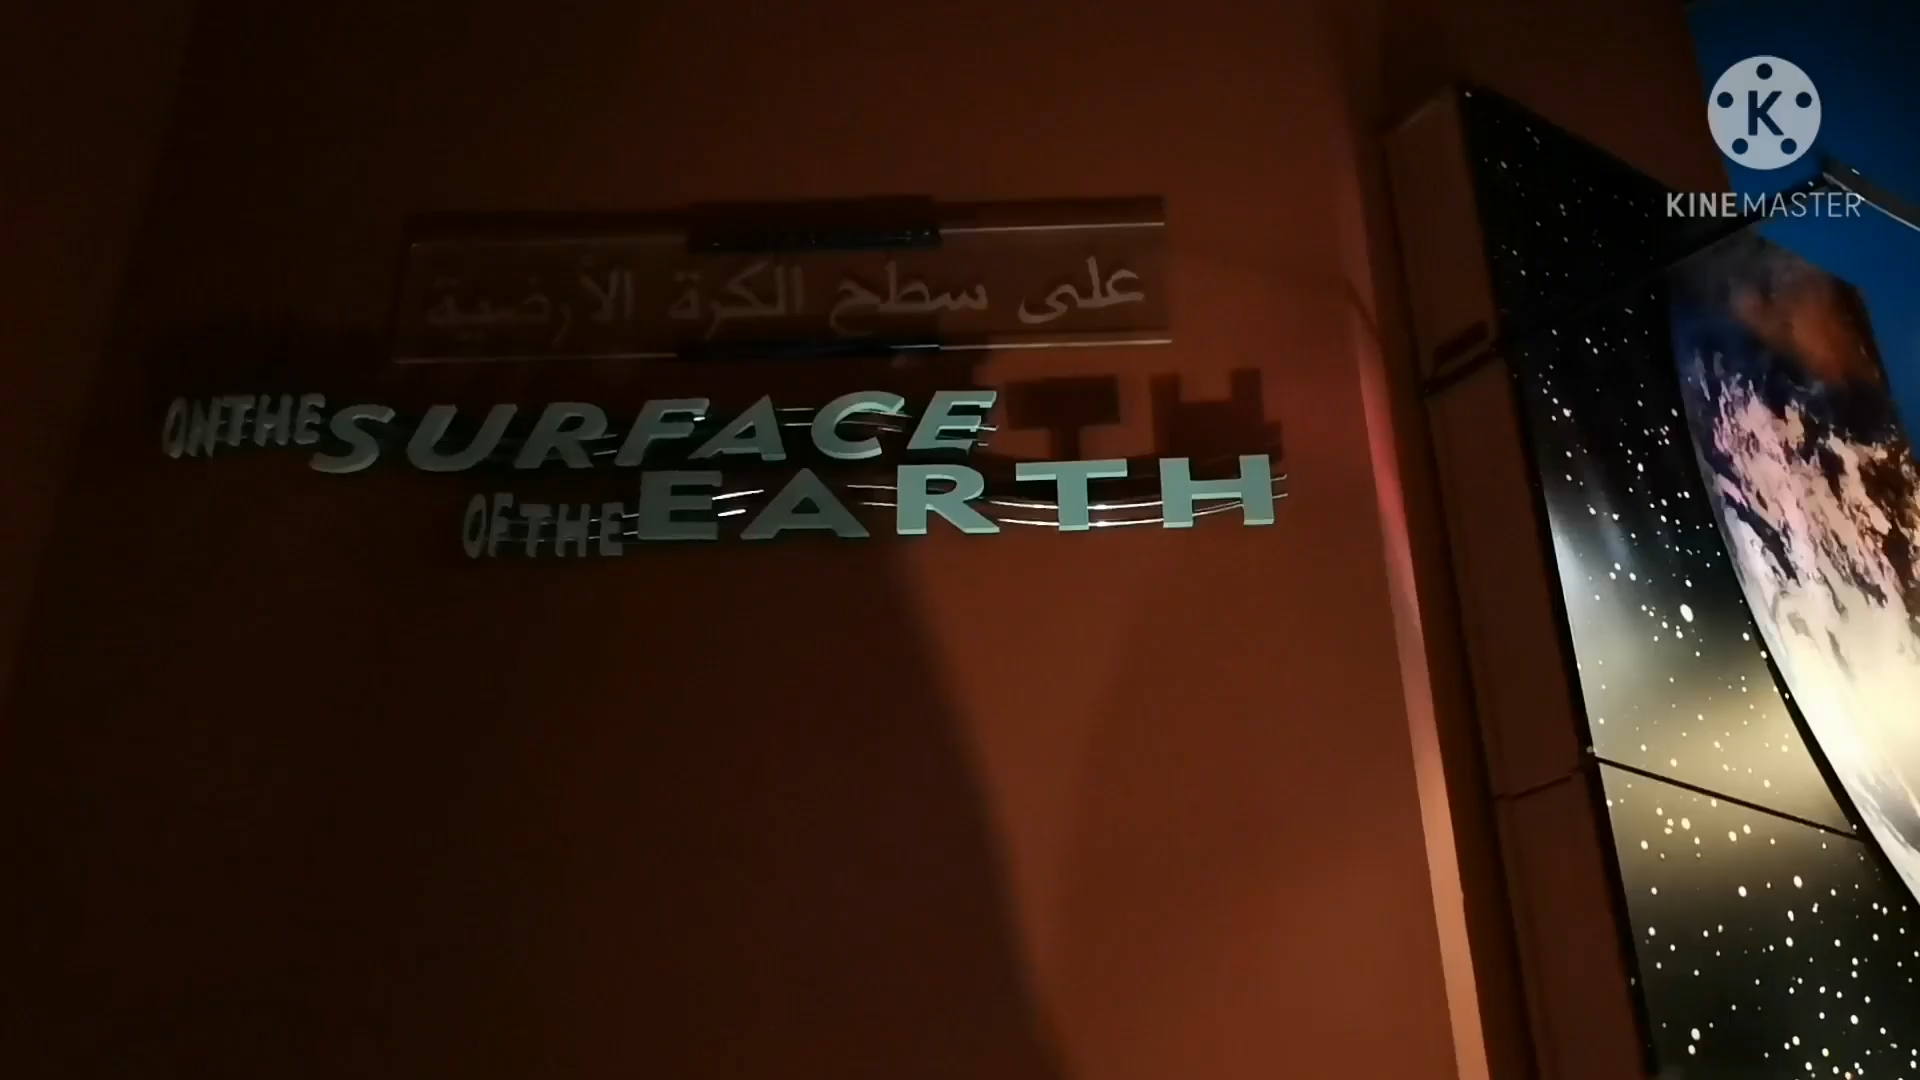 على سطح الكرة الأرضية
ON THE SURFACE
OF THE EARTH
K
KINEMASTER